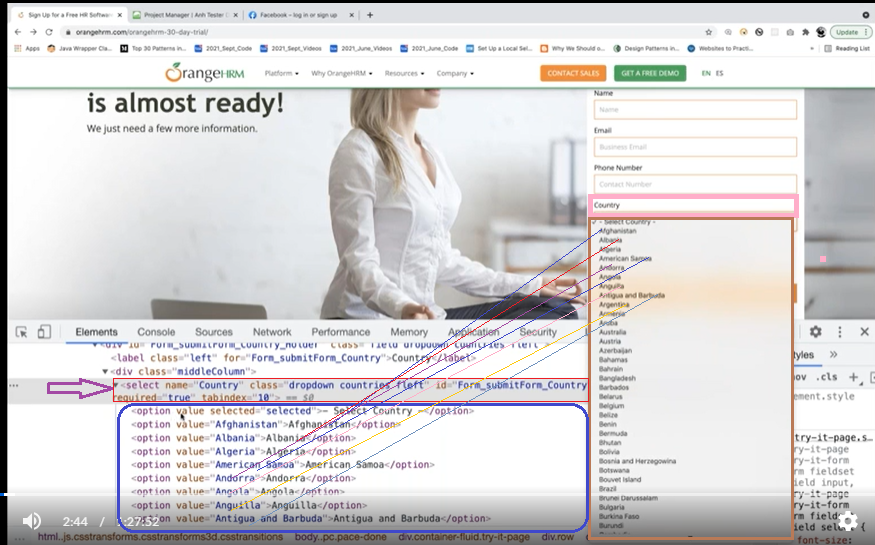 Sign Up for a Free HR Softwar
Project Manager | Anh Tester
Facebook – log in or sign up
orangehrm.com/orangehrm-30-day-trial/
Update
Apps
Java Wrapper Cla...
Top 30 Patterns in...
2021_Sept_Code
2021_Sept_Videos
2021_June_Videos
2021_June_Code
Set Up a Local Sel...
Why We Should o...
Design Patterns in...
Websites to Practi...
Reading List
OrangeHRM
Platform
Why OrangeHRM
Resources
Company
CONTACT SALES
GET A FREE DEMO
EN ES
is almost ready!
We just need a few more information.
Name
Name
Email
Business Email
Phone Number
Contact Number
Country
✓ - Select Country -
Afghanistan
Albania
Algeria
American Samoa
Andorra
Angola
Anguilla
Antigua and Barbuda
Argentina
Armenia
Aruba
Australia
Austria
Azerbaijan
Bahamas
Bahrain
Bangladesh
Barbados
Belarus
Belgium
Belize
Benin
Bermuda
Bhutan
Bolivia
Bosnia and Herzegowina
Botswana
Bouvet Island
Brazil
Brunei Darussalam
Bulgaria
Burkina Faso
Burundi
Elements
Console
Sources
Network
Performance
Memory
Application
Security
<div id="Form_submitForm_Country_Holder" class="field dropdown countries fleft">
<label class="left" for="Form_submitForm_Country">Country</label>
▼<div class="middleColumn">
▼<select name="Country" class="dropdown countries fleft" id="Form_submitForm_Country
required="true" tabindex="10"> == $0
<option value selected="selected">– Select Country –</option>
<option value="Afghanistan">Afghanistan</option>
<option value="Albania">Albania</option>
<option value="Algeria">Algeria</option>
<option value="American Samoa">American Samoa</option>
<option value="Andorra">Andorra</option>
<option value="Angola">Angola</option>
<option value="Anguilla">Anguilla</option>
<option value="Antigua and Barbuda">Antigua and Barbuda</option>
tyles
.cls
ement.style
try-it-page.s...
ry-it-page
ry-it-form
m fieldset
ield input,
ry-it-page
ry-it-form
m fieldset
font-size:
2:44 / 3:27:52
html..js.csstransforms.csstransforms3d.csstransitions
body..pc.pace-done
div.container-fluid.try-it-page
div.row